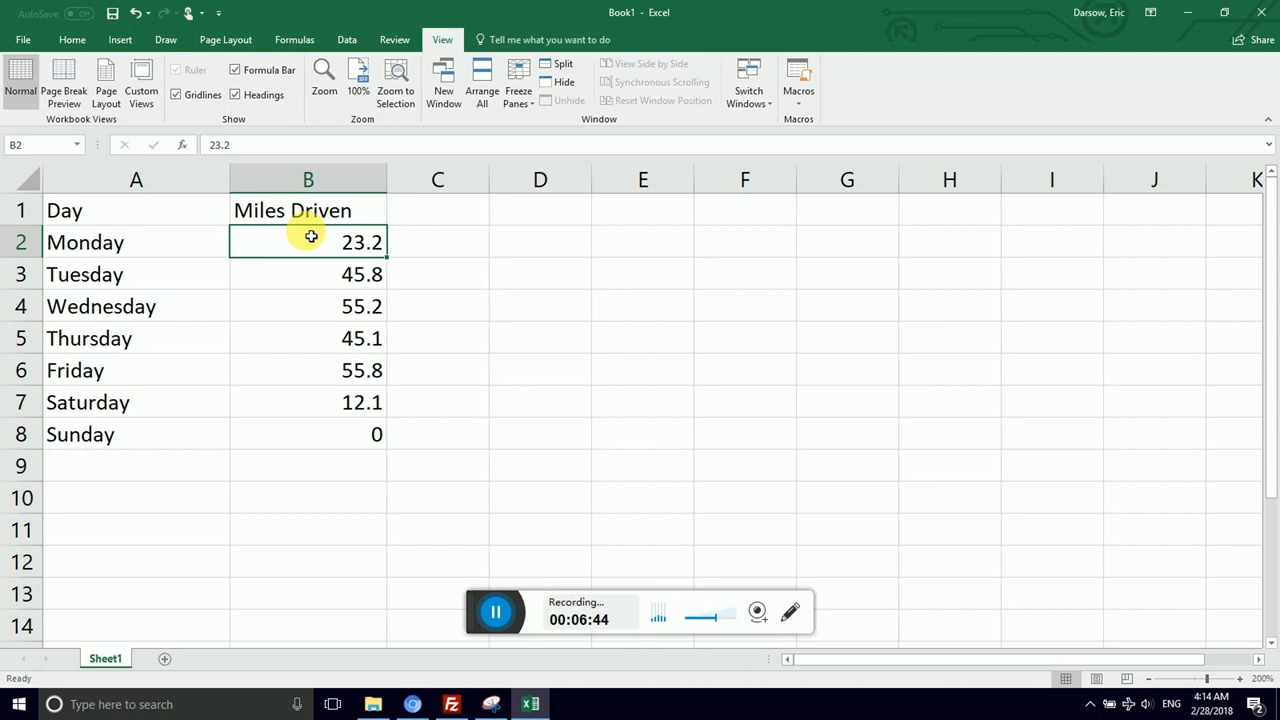 AutoSave Off
Book1 - Excel
Darsow, Eric
File Home Insert Draw Page Layout Formulas Data Review View Tell me what you want to do Share
Normal
Page Break Preview
Page Layout
Custom Views
Workbook Views
Ruler
Formula Bar
Gridlines
Headings
Show
Zoom
100%
Zoom to Selection
Zoom
New Window
Arrange All
Freeze Panes
Split
Hide
Unhide
View Side by Side
Synchronous Scrolling
Reset Window Position
Window
Switch Windows
Macros
Macros
B2 fx 23.2
A B C D E F G H I J K
1 Day Miles Driven
2 Monday 23.2
3 Tuesday 45.8
4 Wednesday 55.2
5 Thursday 45.1
6 Friday 55.8
7 Saturday 12.1
8 Sunday 0
9
10
11
12
13
14
Recording...
00:06:44
Sheet1
Ready
200%
Type here to search
ENG
4:14 AM
2/28/2018
2